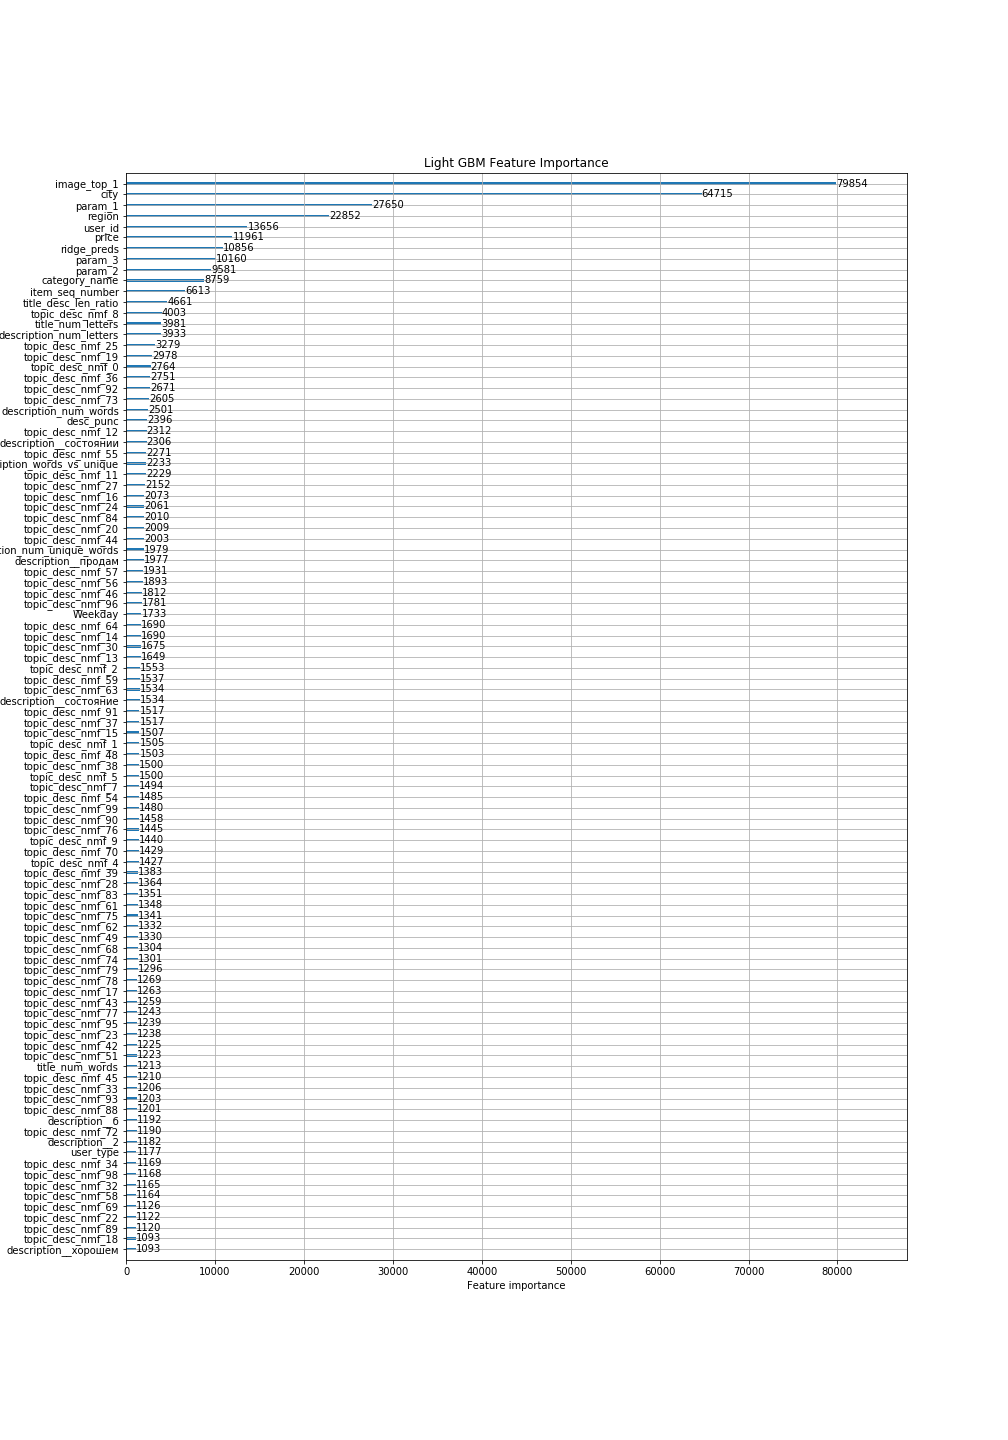 Light GBM Feature Importance
image_top_1 79854
city 64715
param_1 27650
region 22852
user_id 13656
price 11961
ridge_preds 10856
param_3 10160
param_2 9581
category_name 8759
item_seq_number 6613
title_desc_len_ratio 4661
topic_desc_nmf_8 4003
title_num_letters 3981
description_num_letters 3933
topic_desc_nmf_25 3279
topic_desc_nmf_19 2978
topic_desc_nmf_0 2764
topic_desc_nmf_36 2751
topic_desc_nmf_92 2671
topic_desc_nmf_73 2605
description_num_words 2501
desc_punc 2396
topic_desc_nmf_12 2312
description__состоянии 2306
topic_desc_nmf_55 2271
iption_words_vs_unique 2233
topic_desc_nmf_11 2229
topic_desc_nmf_27 2152
topic_desc_nmf_16 2073
topic_desc_nmf_24 2061
topic_desc_nmf_84 2010
topic_desc_nmf_20 2009
topic_desc_nmf_44 2003
tion_num_unique_words 1979
description__продам 1977
topic_desc_nmf_57 1931
topic_desc_nmf_56 1893
topic_desc_nmf_46 1812
topic_desc_nmf_96 1781
Weekday 1733
topic_desc_nmf_64 1690
topic_desc_nmf_14 1690
topic_desc_nmf_30 1675
topic_desc_nmf_13 1649
topic_desc_nmf_2 1553
topic_desc_nmf_59 1537
topic_desc_nmf_63 1534
description__состояние 1534
topic_desc_nmf_91 1517
topic_desc_nmf_37 1517
topic_desc_nmf_15 1507
topic_desc_nmf_1 1505
topic_desc_nmf_48 1503
topic_desc_nmf_38 1500
topic_desc_nmf_5 1500
topic_desc_nmf_7 1494
topic_desc_nmf_54 1485
topic_desc_nmf_99 1480
topic_desc_nmf_90 1458
topic_desc_nmf_76 1445
topic_desc_nmf_9 1440
topic_desc_nmf_70 1429
topic_desc_nmf_4 1427
topic_desc_nmf_39 1383
topic_desc_nmf_28 1364
topic_desc_nmf_83 1351
topic_desc_nmf_61 1348
topic_desc_nmf_75 1341
topic_desc_nmf_62 1332
topic_desc_nmf_49 1330
topic_desc_nmf_68 1304
topic_desc_nmf_74 1301
topic_desc_nmf_79 1296
topic_desc_nmf_78 1269
topic_desc_nmf_17 1263
topic_desc_nmf_43 1259
topic_desc_nmf_77 1243
topic_desc_nmf_95 1239
topic_desc_nmf_23 1238
topic_desc_nmf_42 1225
topic_desc_nmf_51 1223
title_num_words 1213
topic_desc_nmf_45 1210
topic_desc_nmf_33 1206
topic_desc_nmf_93 1203
topic_desc_nmf_88 1201
description__б 1192
topic_desc_nmf_72 1190
description__2 1182
user_type 1177
topic_desc_nmf_34 1169
topic_desc_nmf_98 1168
topic_desc_nmf_32 1165
topic_desc_nmf_58 1164
topic_desc_nmf_69 1126
topic_desc_nmf_22 1122
topic_desc_nmf_89 1120
topic_desc_nmf_18 1093
description__хорошем 1093
0 10000 20000 30000 40000 50000 60000 70000 80000
Feature importance